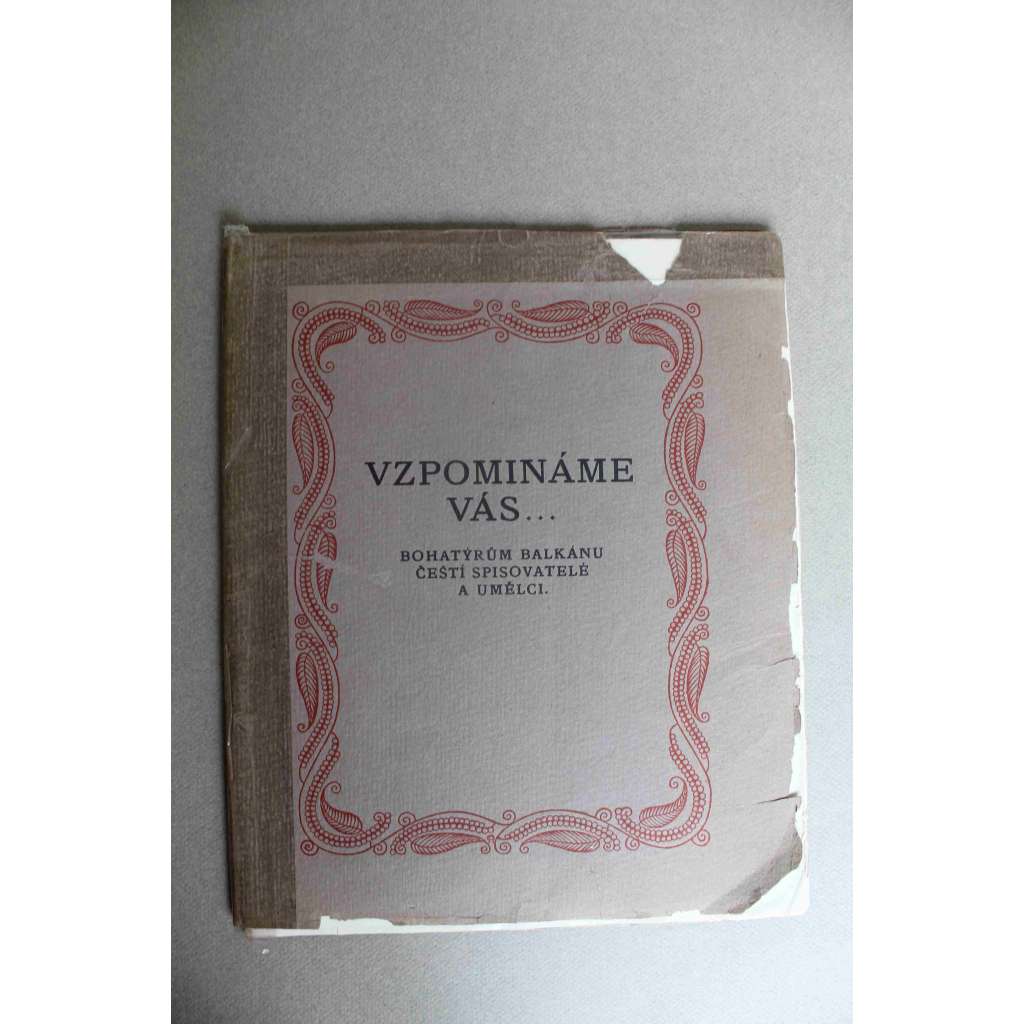 VZPOMINÁME
VÁS...
BOHATÝRŮM BALKÁNU
ČEŠTÍ SPISOVATELÉ
A UMĚLCI.